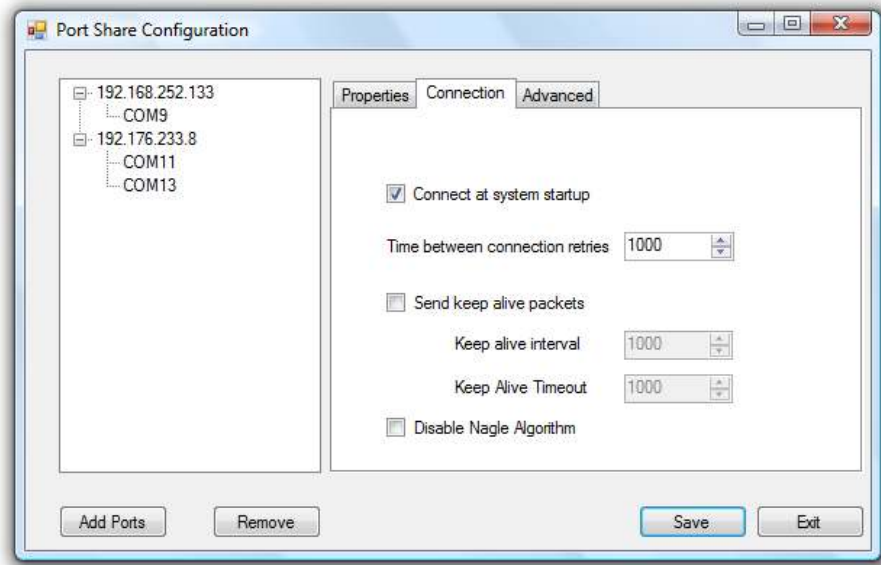 Port Share Configuration
192.168.252.133
COM9
192.176.233.8
COM11
COM13
Properties
Connection
Advanced
Connect at system startup
Time between connection retries 1000
Send keep alive packets
Keep alive interval 1000
Keep Alive Timeout 1000
Disable Nagle Algorithm
Add Ports
Remove
Save
Exit